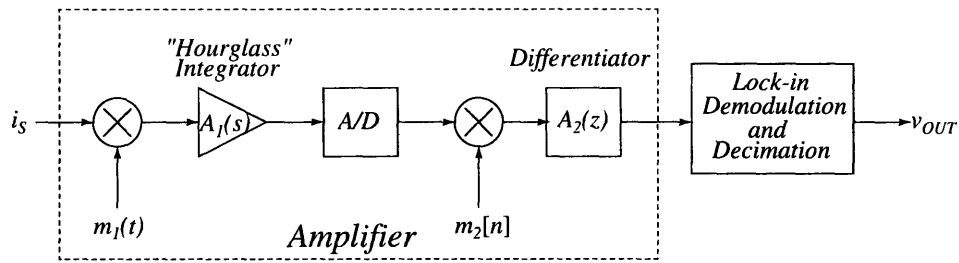 "Hourglass"
Integrator
Differentiator
i_S
A_1(s)
A/D
A_2(z)
Lock-in
Demodulation
and
Decimation
v_OUT
m_1(t)
m_2[n]
Amplifier